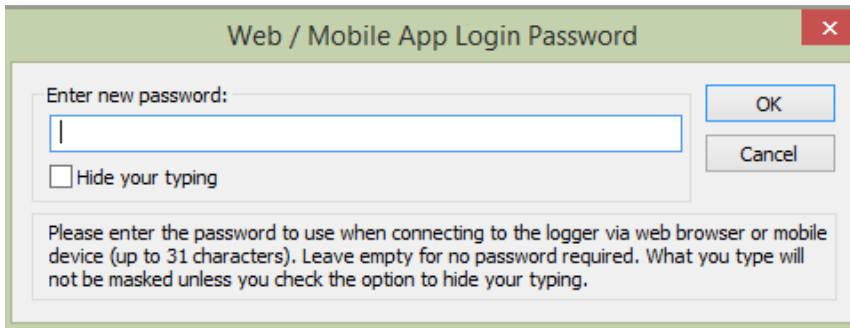 Web / Mobile App Login Password
Enter new password:
OK
Cancel
Hide your typing
Please enter the password to use when connecting to the logger via web browser or mobile
device (up to 31 characters). Leave empty for no password required. What you type will
not be masked unless you check the option to hide your typing.